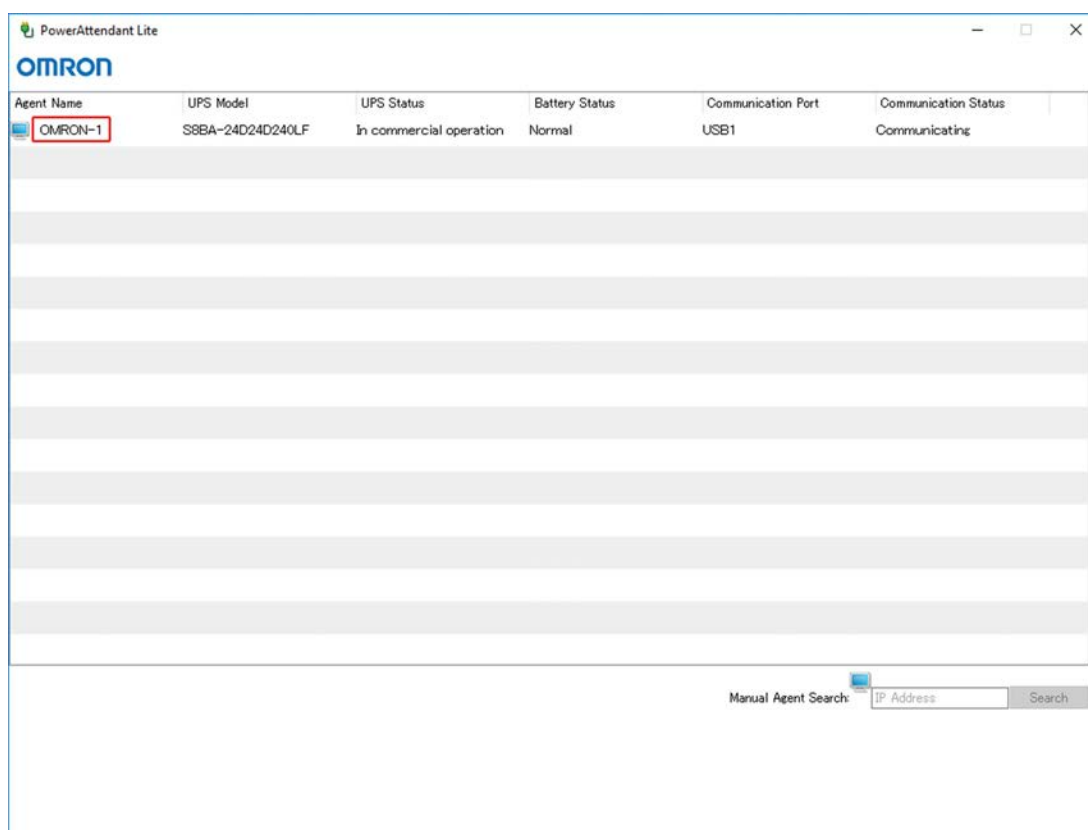 PowerAttendant Lite
OMRON
Agent Name UPS Model UPS Status Battery Status Communication Port Communication Status
OMRON-1 S8BA-24D24D240LF In commercial operation Normal USB1 Communicating
Manual Agent Search: IP Address Search